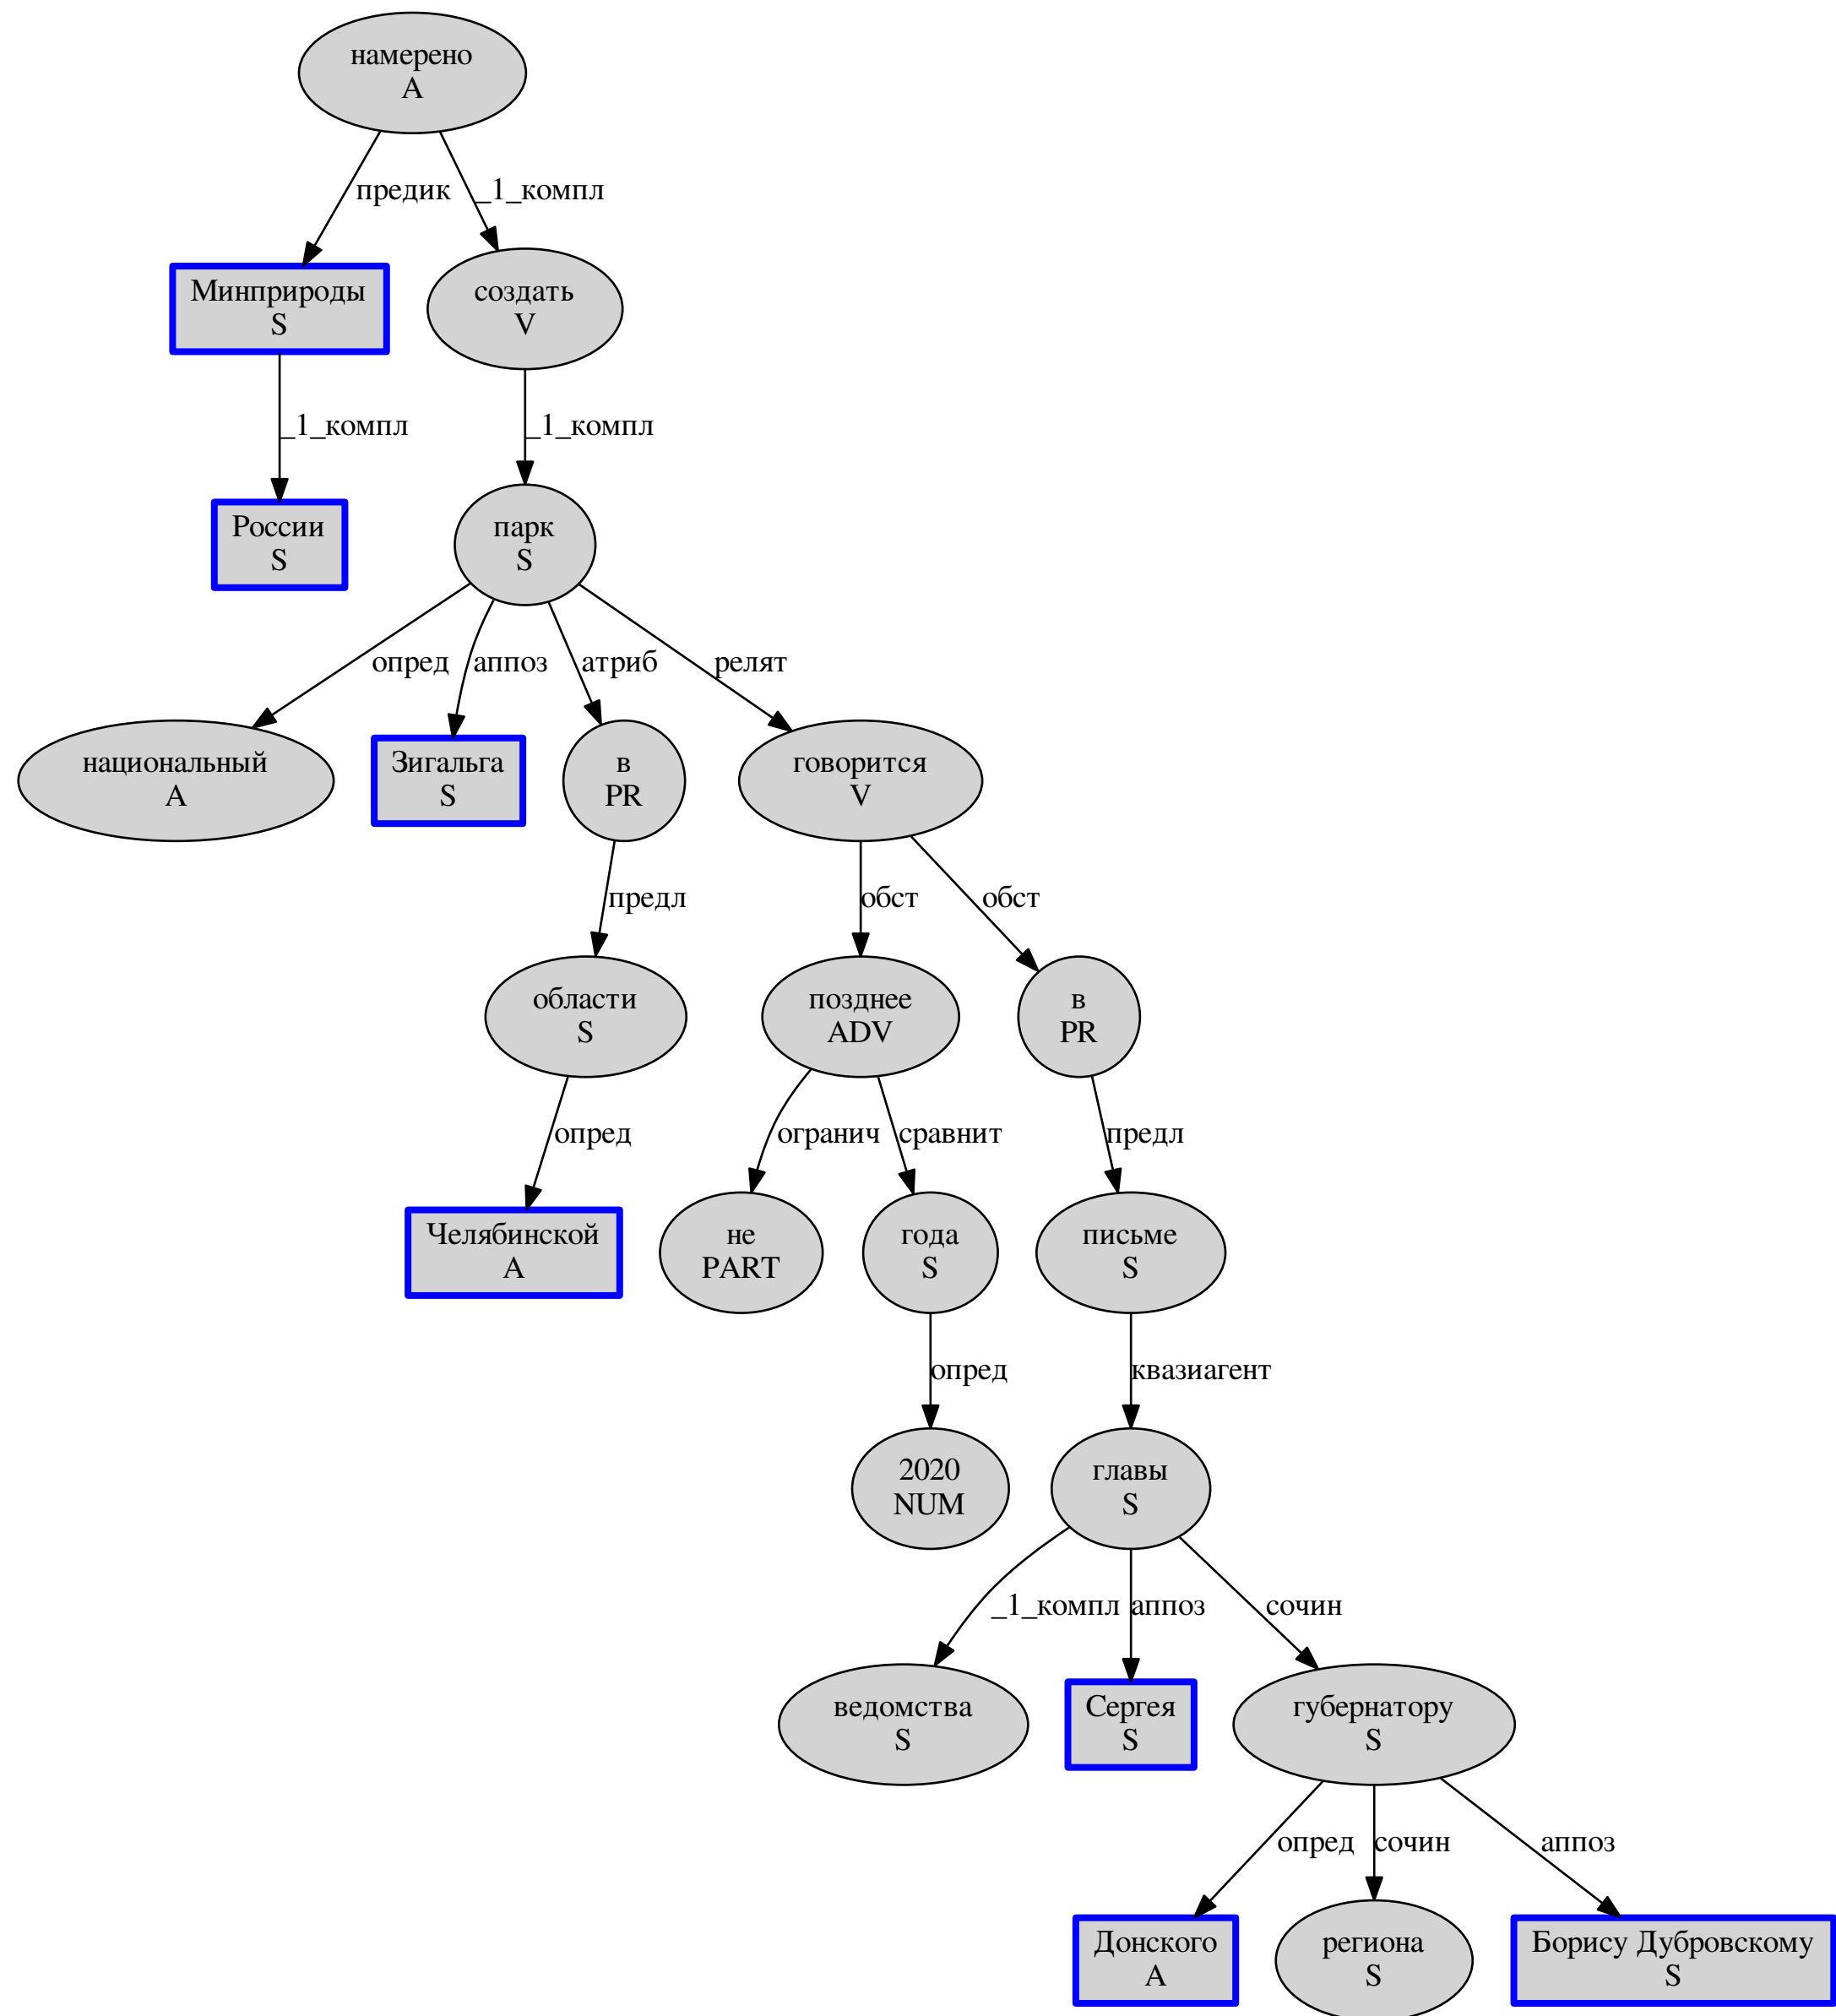 намерено
A
предик
_1_компл
Минприроды
S
создать
V
_1_компл
_1_компл
России
S
парк
S
опред
аппоз
атриб
релят
национальный
A
Зигальга
S
в
PR
говорится
V
предл
обст
обст
области
S
позднее
ADV
в
PR
опред
огранич
сравнит
предл
Челябинской
A
не
PART
года
S
письме
S
опред
квазиагент
2020
NUM
главы
S
_1_компл
аппоз
сочин
ведомства
S
Сергея
S
губернатору
S
опред
сочин
аппоз
Донского
A
региона
S
Борису Дубровскому
S